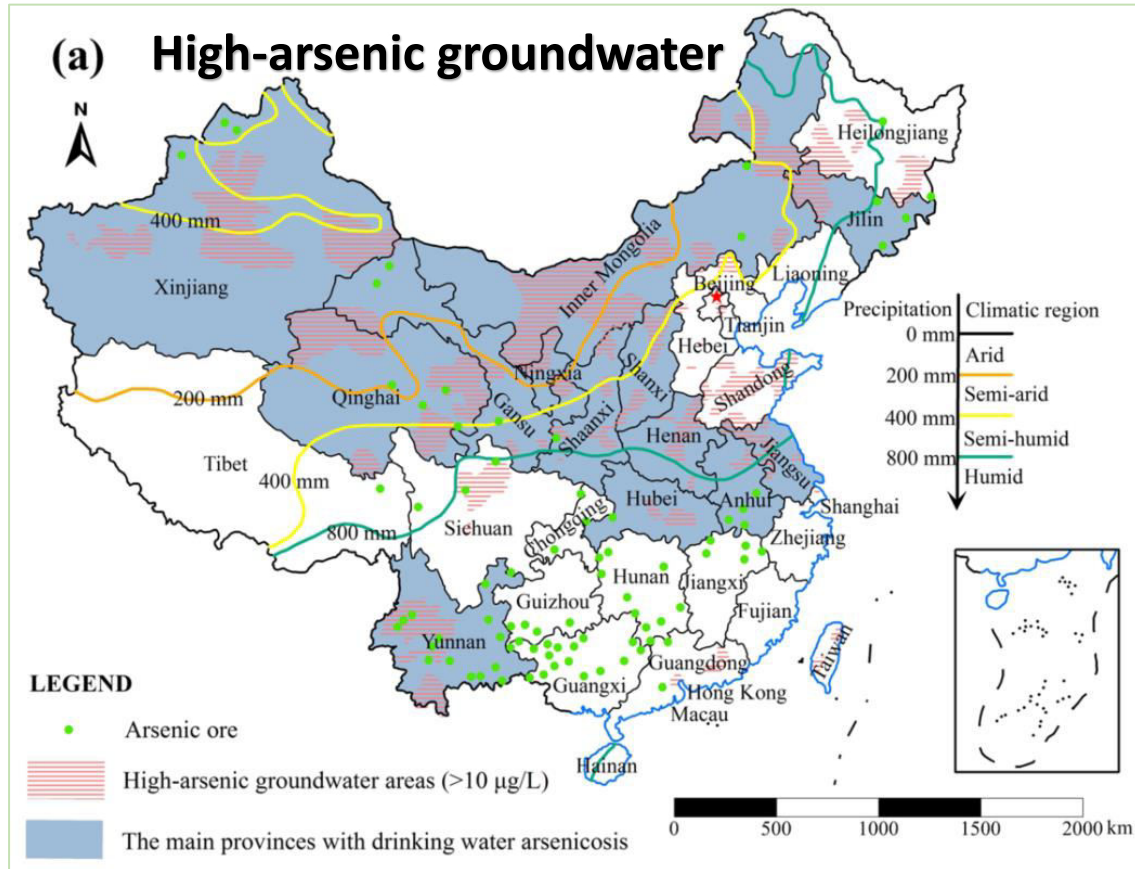 (a) High-arsenic groundwater
N
Heilongjiang
400 mm
Jilin
Inner Mongolia
Xinjiang
Liaoning
Beijing
Tianjin
Hebei
Precipitation
Climatic region
0 mm
Arid
200 mm
Semi-arid
400 mm
Semi-humid
800 mm
Humid
Ningxia
Shanxi
Shandong
200 mm
Qinghai
Gansu
Shaanxi
Henan
Jiangsu
Tibet
400 mm
Hubei
Anhui
Shanghai
800 mm
Sichuan
Chongqing
Zhejiang
Hunan
Jiangxi
Guizhou
Fujian
Yunnan
Taiwan
Guangdong
Guangxi
Hong Kong
Macau
Hainan
LEGEND
Arsenic ore
High-arsenic groundwater areas (>10 μg/L)
The main provinces with drinking water arsenicosis
0 500 1000 1500 2000 km